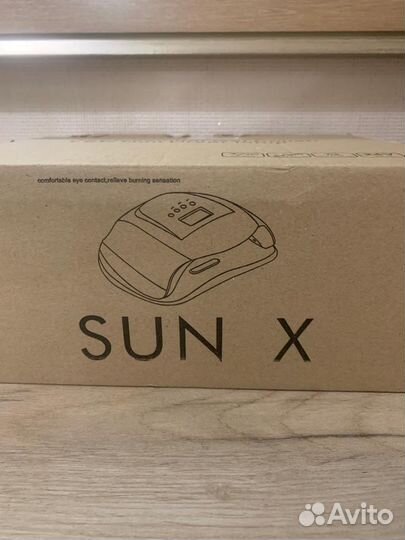 comfortable eye contact,relieve burning sensation
SUN X
Avito